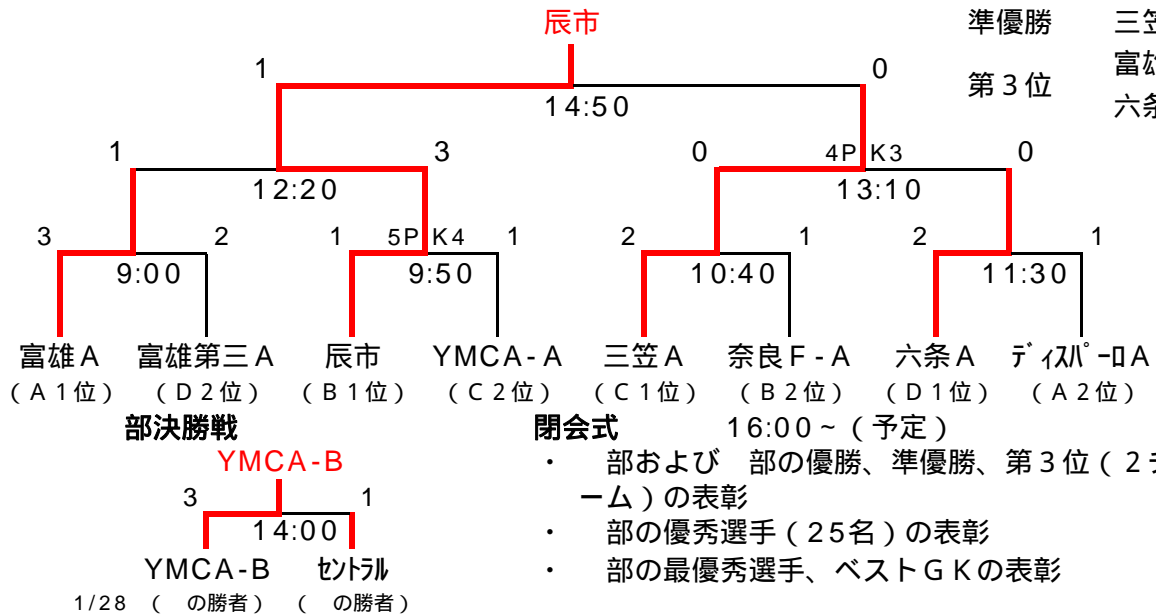 辰市
準優勝 三笠
1 0
富雄
14:50
第3位
六条
1 3 0 4P K3 0
12:20 13:10
3 2 1 5P K4 1 2 1 2 1
9:00 9:50 10:40 11:30
富雄A 富雄第三A 辰市 YMCA-A 三笠A 奈良F-A 六条A ディスパーロA
(A1位) (D2位) (B1位) (C2位) (C1位) (B2位) (D1位) (A2位)
部決勝戦
YMCA-B
3 1
14:00
YMCA-B セントラル
1/28 ( の勝者) ( の勝者)
閉会式 16:00~(予定)
・ 部および 部の優勝、準優勝、第3位(2チ
ーム)の表彰
・ 部の優秀選手(25名)の表彰
・ 部の最優秀選手、ベストGKの表彰